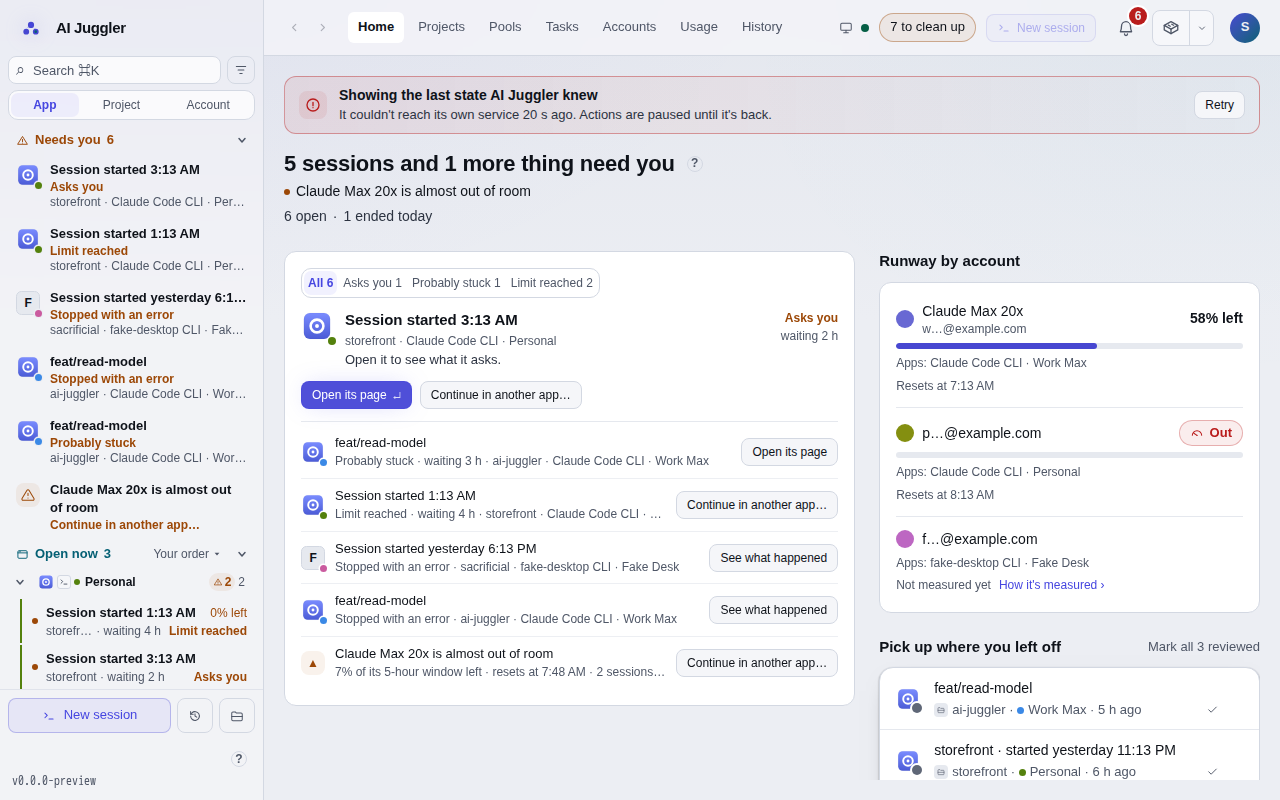 AI Juggler
Search ⌘K
App
Project
Account
Needs you 6
Session started 3:13 AM
Asks you
storefront · Claude Code CLI · Per…
Session started 1:13 AM
Limit reached
storefront · Claude Code CLI · Per…
F
Session started yesterday 6:1…
Stopped with an error
sacrificial · fake-desktop CLI · Fak…
feat/read-model
Stopped with an error
ai-juggler · Claude Code CLI · Wor…
feat/read-model
Probably stuck
ai-juggler · Claude Code CLI · Wor…
Claude Max 20x is almost out
of room
Continue in another app…
Open now 3
Your order
Personal
2 2
Session started 1:13 AM 0% left
storefr… · waiting 4 h Limit reached
Session started 3:13 AM
storefront · waiting 2 h Asks you
New session
?
v0.0.0-preview
Home
Projects
Pools
Tasks
Accounts
Usage
History
7 to clean up
New session
6
S
Showing the last state AI Juggler knew
It couldn't reach its own service 20 s ago. Actions are paused until it's back.
Retry
5 sessions and 1 more thing need you ?
Claude Max 20x is almost out of room
6 open · 1 ended today
All 6 Asks you 1 Probably stuck 1 Limit reached 2
Session started 3:13 AM
storefront · Claude Code CLI · Personal
Open it to see what it asks.
Asks you
waiting 2 h
Open its page ↵
Continue in another app…
feat/read-model
Probably stuck · waiting 3 h · ai-juggler · Claude Code CLI · Work Max
Open its page
Session started 1:13 AM
Limit reached · waiting 4 h · storefront · Claude Code CLI · …
Continue in another app…
F
Session started yesterday 6:13 PM
Stopped with an error · sacrificial · fake-desktop CLI · Fake Desk
See what happened
feat/read-model
Stopped with an error · ai-juggler · Claude Code CLI · Work Max
See what happened
Claude Max 20x is almost out of room
7% of its 5-hour window left · resets at 7:48 AM · 2 sessions…
Continue in another app…
Runway by account
Claude Max 20x
w…@example.com
58% left
Apps: Claude Code CLI · Work Max
Resets at 7:13 AM
p…@example.com
Out
Apps: Claude Code CLI · Personal
Resets at 8:13 AM
f…@example.com
Apps: fake-desktop CLI · Fake Desk
Not measured yet How it's measured ›
Pick up where you left off
Mark all 3 reviewed
feat/read-model
ai-juggler · Work Max · 5 h ago
storefront · started yesterday 11:13 PM
storefront · Personal · 6 h ago